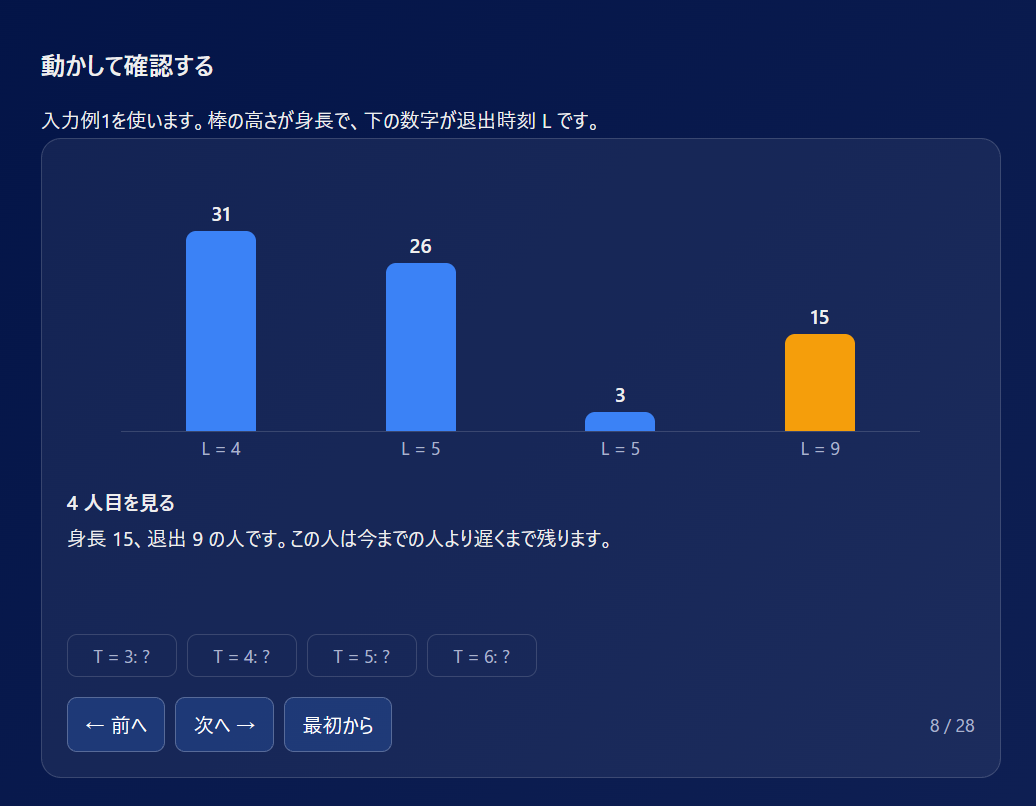 動かして確認する
入力例1を使います。棒の高さが身長で、下の数字が退出時刻 L です。
31
26
15
3
L = 4
L = 5
L = 5
L = 9
4 人目を見る
身長 15、退出 9 の人です。この人は今までの人より遅くまで残ります。
T = 3: ?
T = 4: ?
T = 5: ?
T = 6: ?
← 前へ
次へ →
最初から
8 / 28